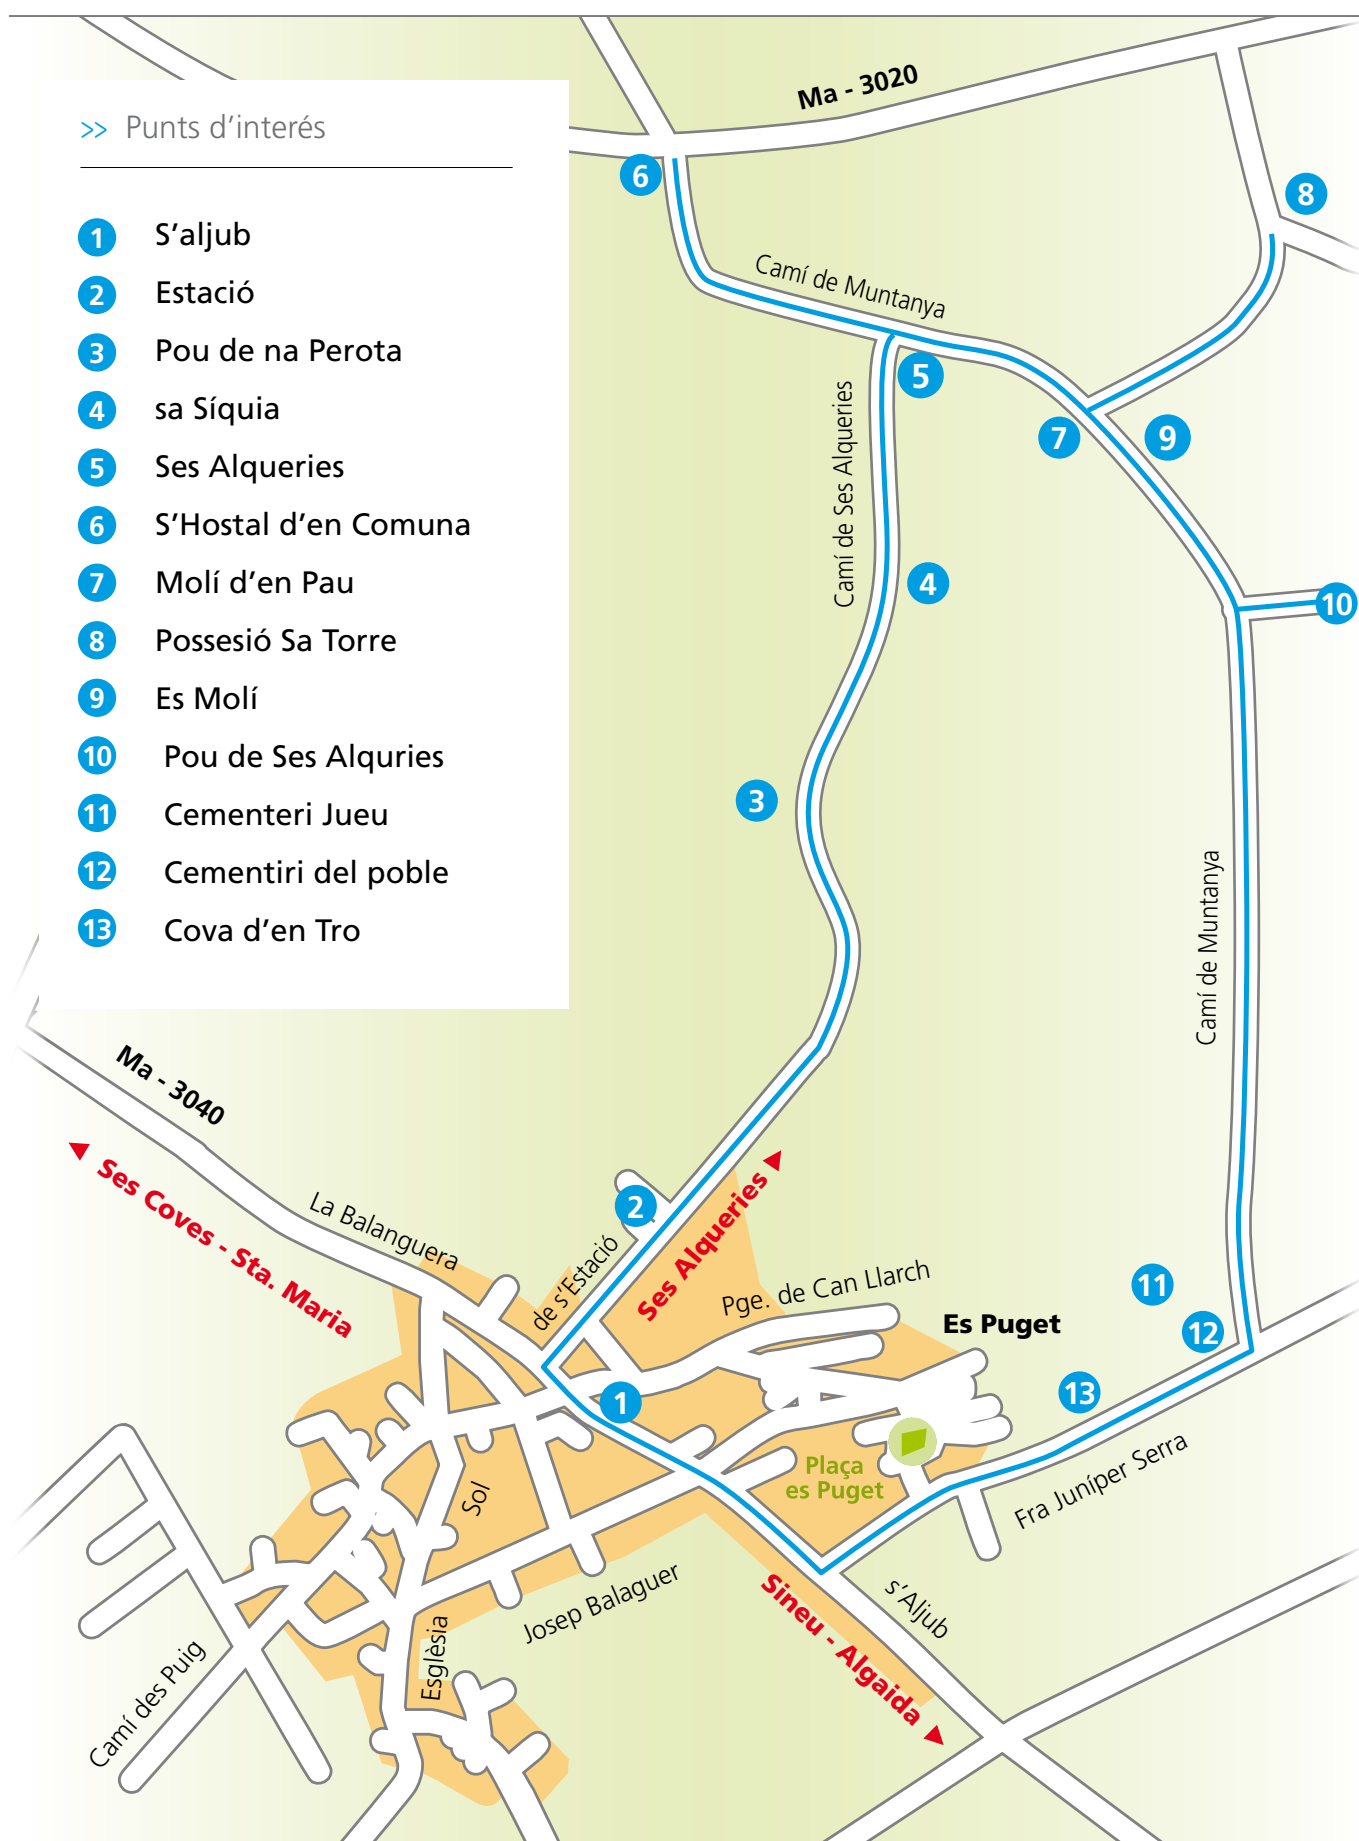 >> Punts d’interés
1 S’aljub
2 Estació
3 Pou de na Perota
4 sa Síquia
5 Ses Alqueries
6 S’Hostal d’en Comuna
7 Molí d’en Pau
8 Possesió Sa Torre
9 Es Molí
10 Pou de Ses Alquries
11 Cementeri Jueu
12 Cementiri del poble
13 Cova d’en Tro
Ma - 3020
6
8
Camí de Muntanya
5
7
9
Camí de Ses Alqueries
4
10
3
Camí de Muntanya
Ma - 3040
Ses Coves - Sta. Maria
La Balanguera
2
de s’Estació
Ses Alqueries
Pge. de Can Llarch
Es Puget
11
12
13
1
Plaça
es Puget
Fra Juníper Serra
Sol
Josep Balaguer
Sineu - Algaida
s’Aljub
Esglèsia
Camí des Puig